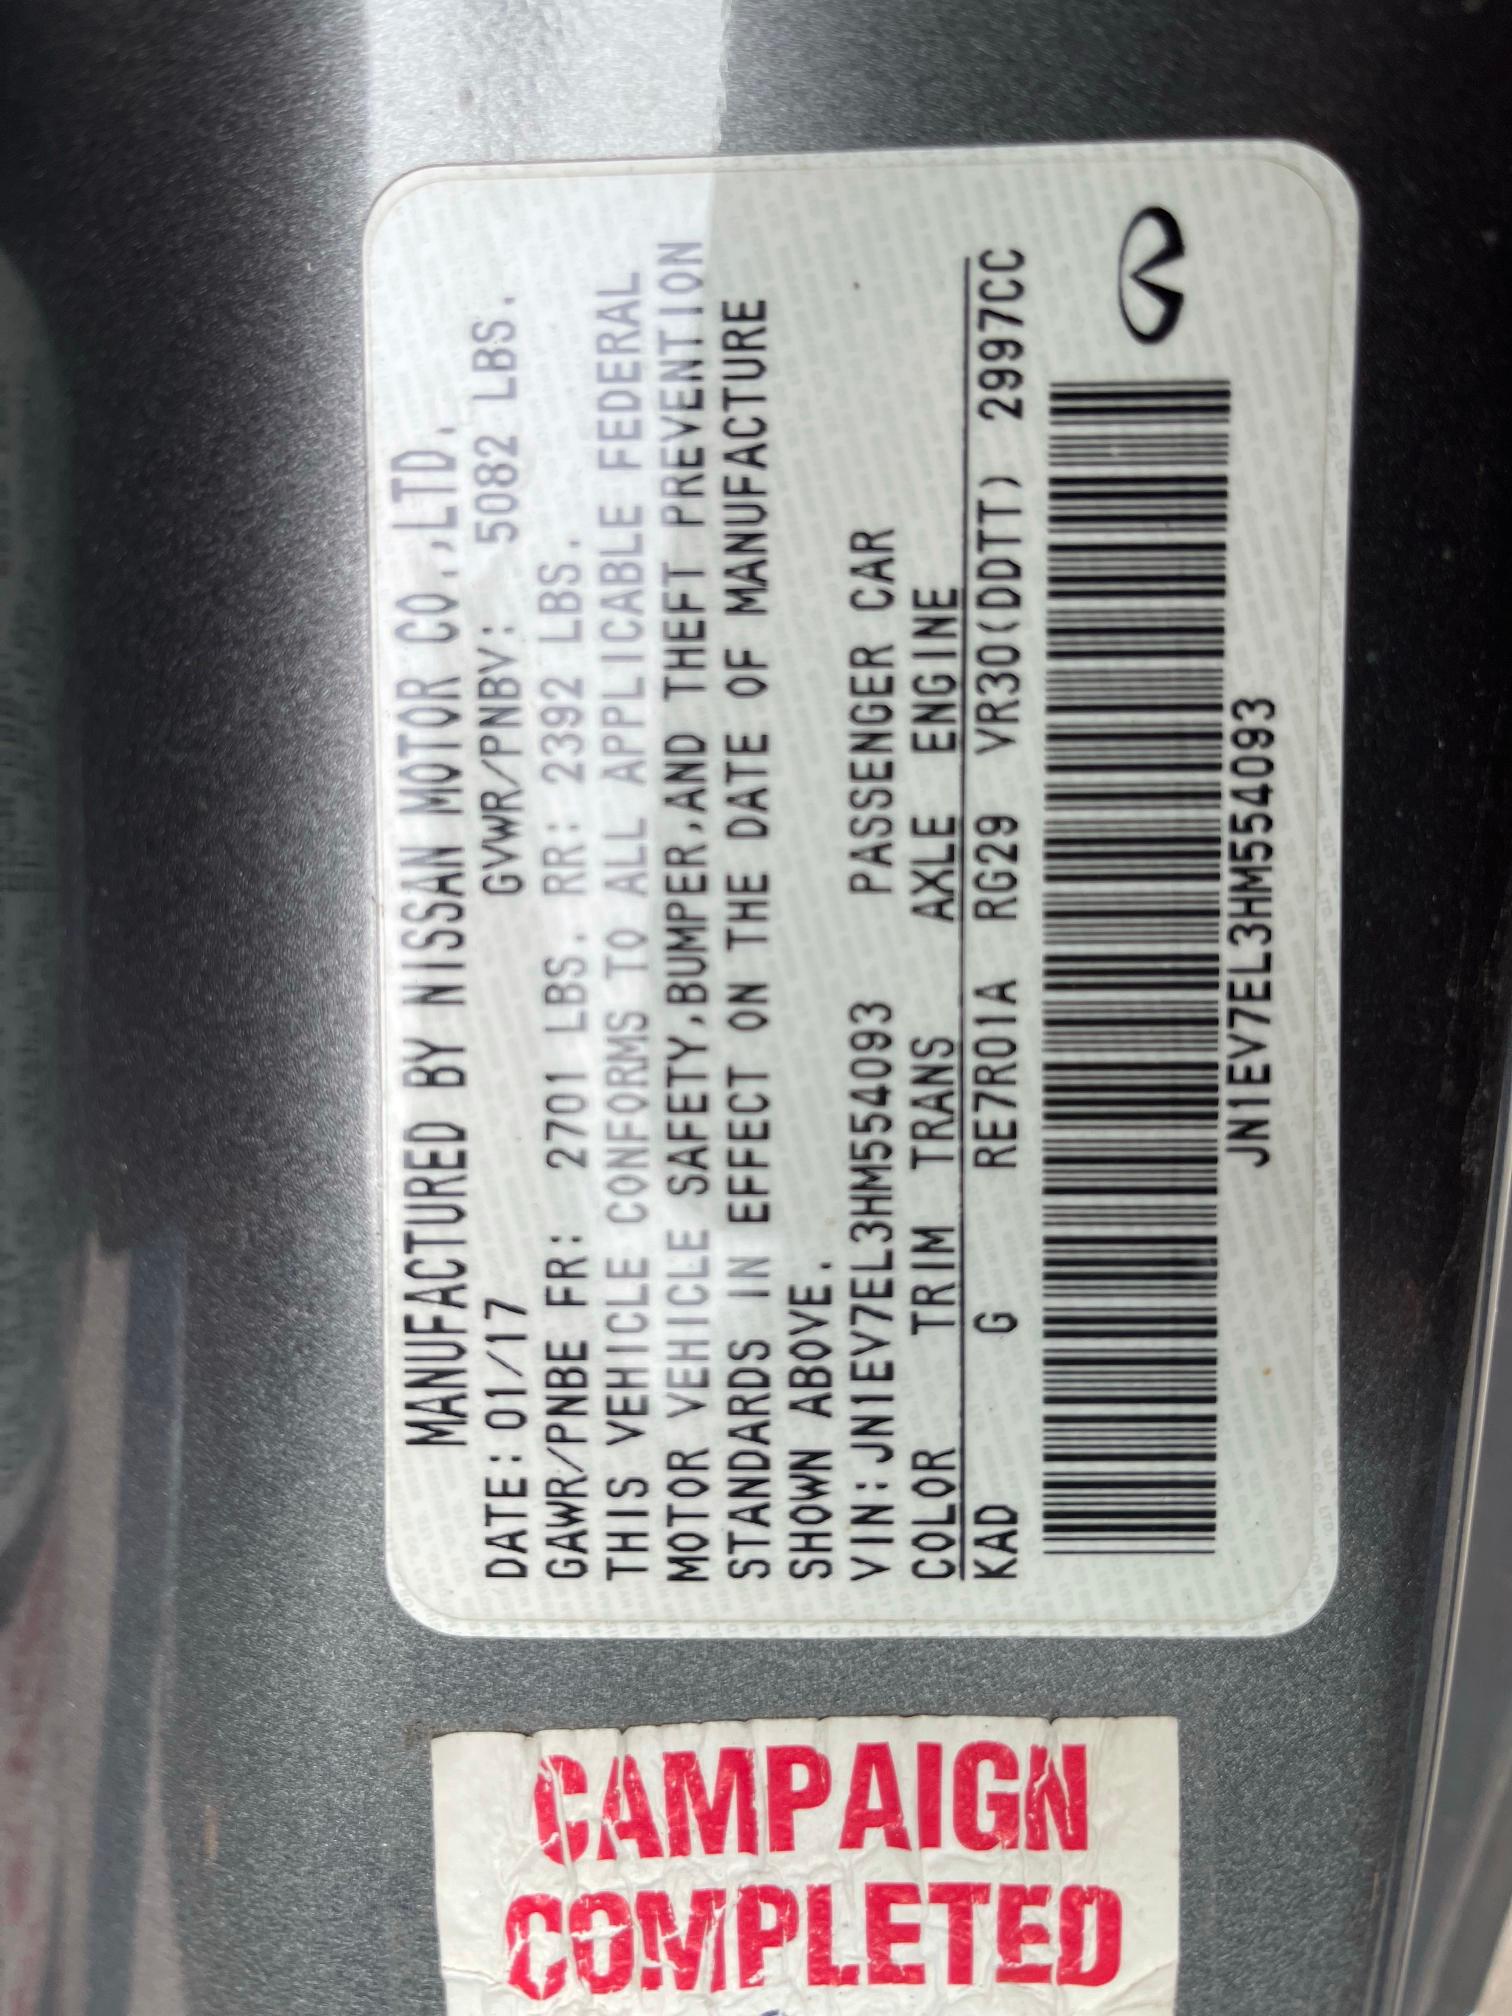 MANUFACTURED BY NISSAN MOTOR CO.,LTD.
DATE:01/17 GVWR/PNBV: 5082 LBS.
GAWR/PNBE FR: 2701 LBS. RR: 2392 LBS.
THIS VEHICLE CONFORMS TO ALL APPLICABLE FEDERAL
MOTOR VEHICLE SAFETY,BUMPER,AND THEFT PREVENTION
STANDARDS IN EFFECT ON THE DATE OF MANUFACTURE
SHOWN ABOVE.
VIN:JN1EV7EL3HM554093 PASSENGER CAR
COLOR TRIM TRANS AXLE ENGINE
KAD G RE7R01A RG29 VR30(DDTT) 2997CC
JN1EV7EL3HM554093
CAMPAIGN
COMPLETED